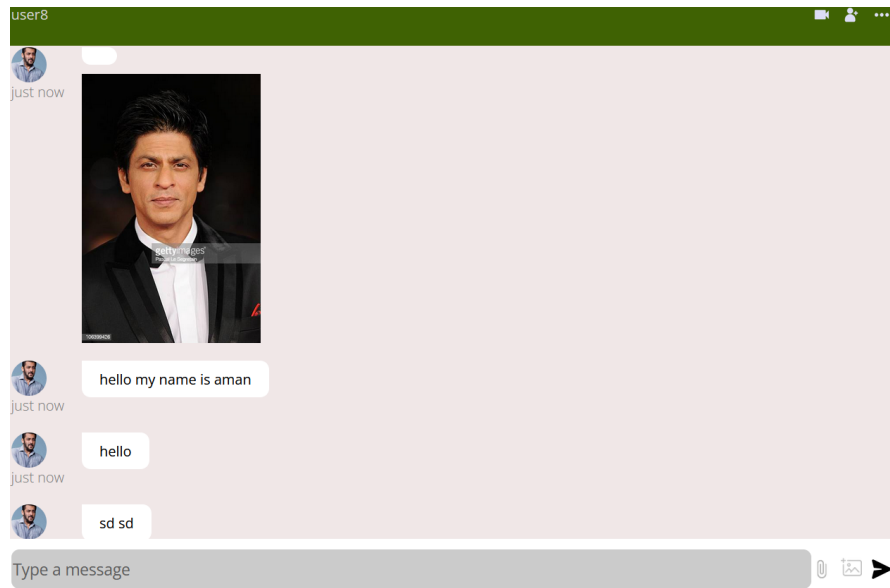 user8
just now
gettyimages
hello my name is aman
just now
hello
just now
sd sd
Type a message